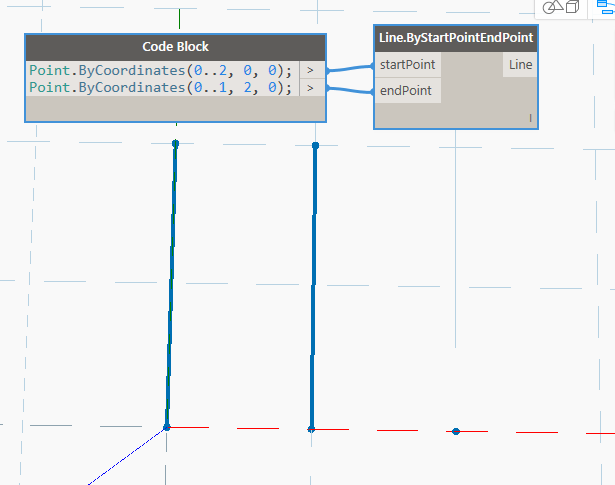 Code Block
Point.ByCoordinates(0..2, 0, 0); >
Point.ByCoordinates(0..1, 2, 0); >
Line.ByStartPointEndPoint
startPoint Line
endPoint
l